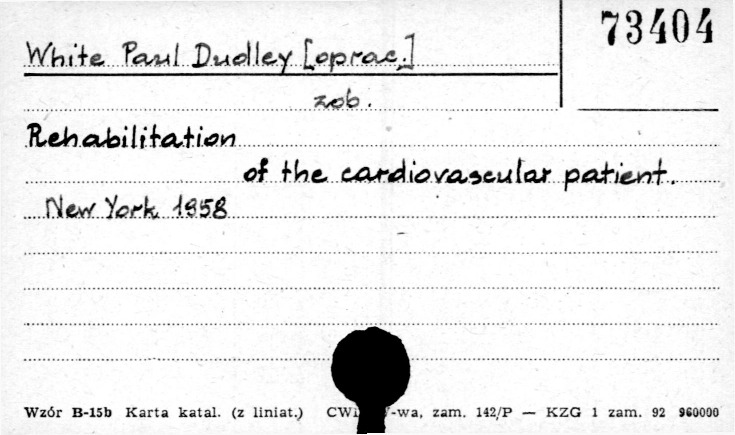 73404
White Paul Dudley [oprac.]
zob.
Rehabilitation
of the cardiovascular patient.
New York 1958
Wzór B-15b Karta katal. (z liniat.) -wa, zam. 142/P — KZG 1 zam. 92 960000